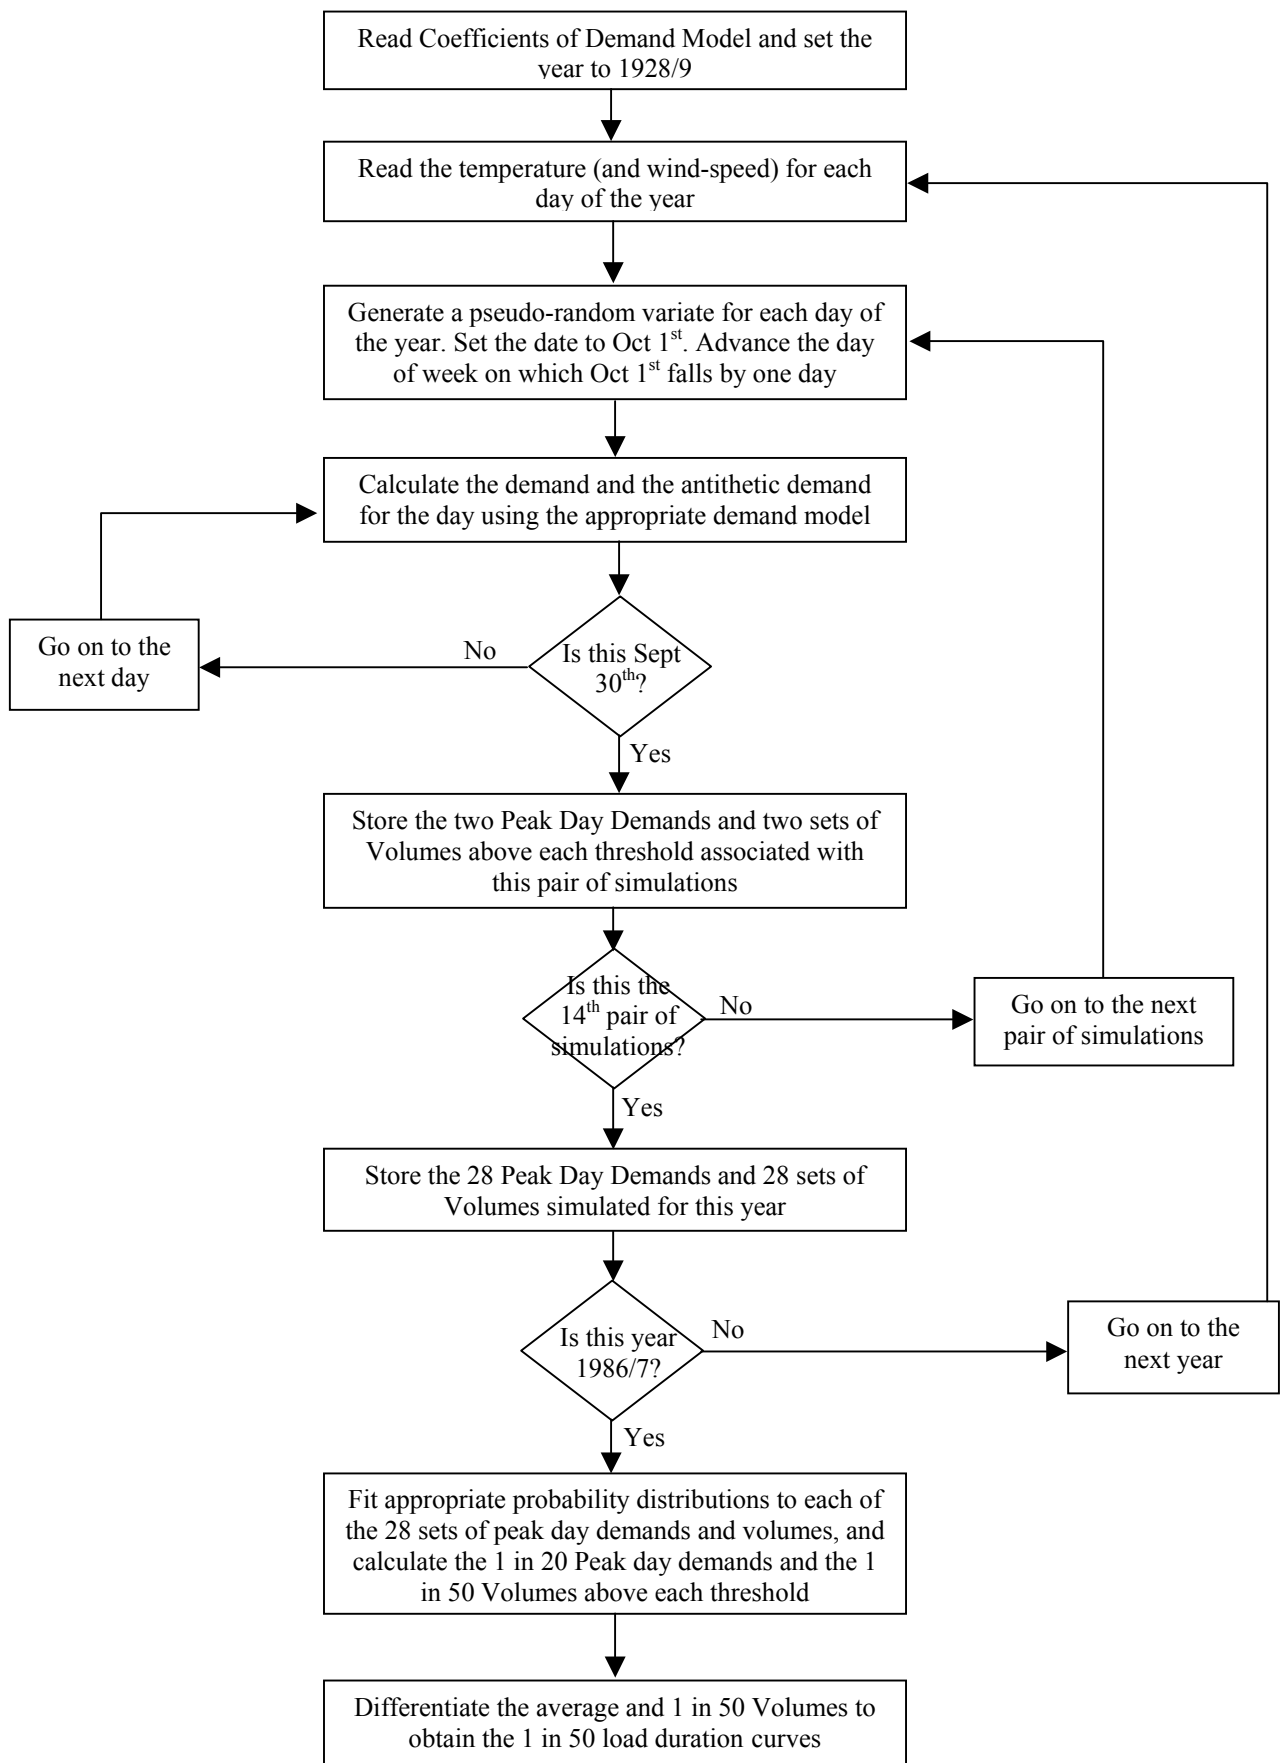 Read Coefficients of Demand Model and set the
year to 1928/9
Read the temperature (and wind-speed) for each
day of the year
Generate a pseudo-random variate for each day of
the year. Set the date to Oct 1st. Advance the day
of week on which Oct 1st falls by one day
Calculate the demand and the antithetic demand
for the day using the appropriate demand model
Go on to the
next day
No
Is this Sept
30th?
Yes
Store the two Peak Day Demands and two sets of
Volumes above each threshold associated with
this pair of simulations
Is this the
14th pair of
simulations?
No
Go on to the next
pair of simulations
Yes
Store the 28 Peak Day Demands and 28 sets of
Volumes simulated for this year
Is this year
1986/7?
No
Go on to the
next year
Yes
Fit appropriate probability distributions to each of
the 28 sets of peak day demands and volumes, and
calculate the 1 in 20 Peak day demands and the 1
in 50 Volumes above each threshold
Differentiate the average and 1 in 50 Volumes to
obtain the 1 in 50 load duration curves